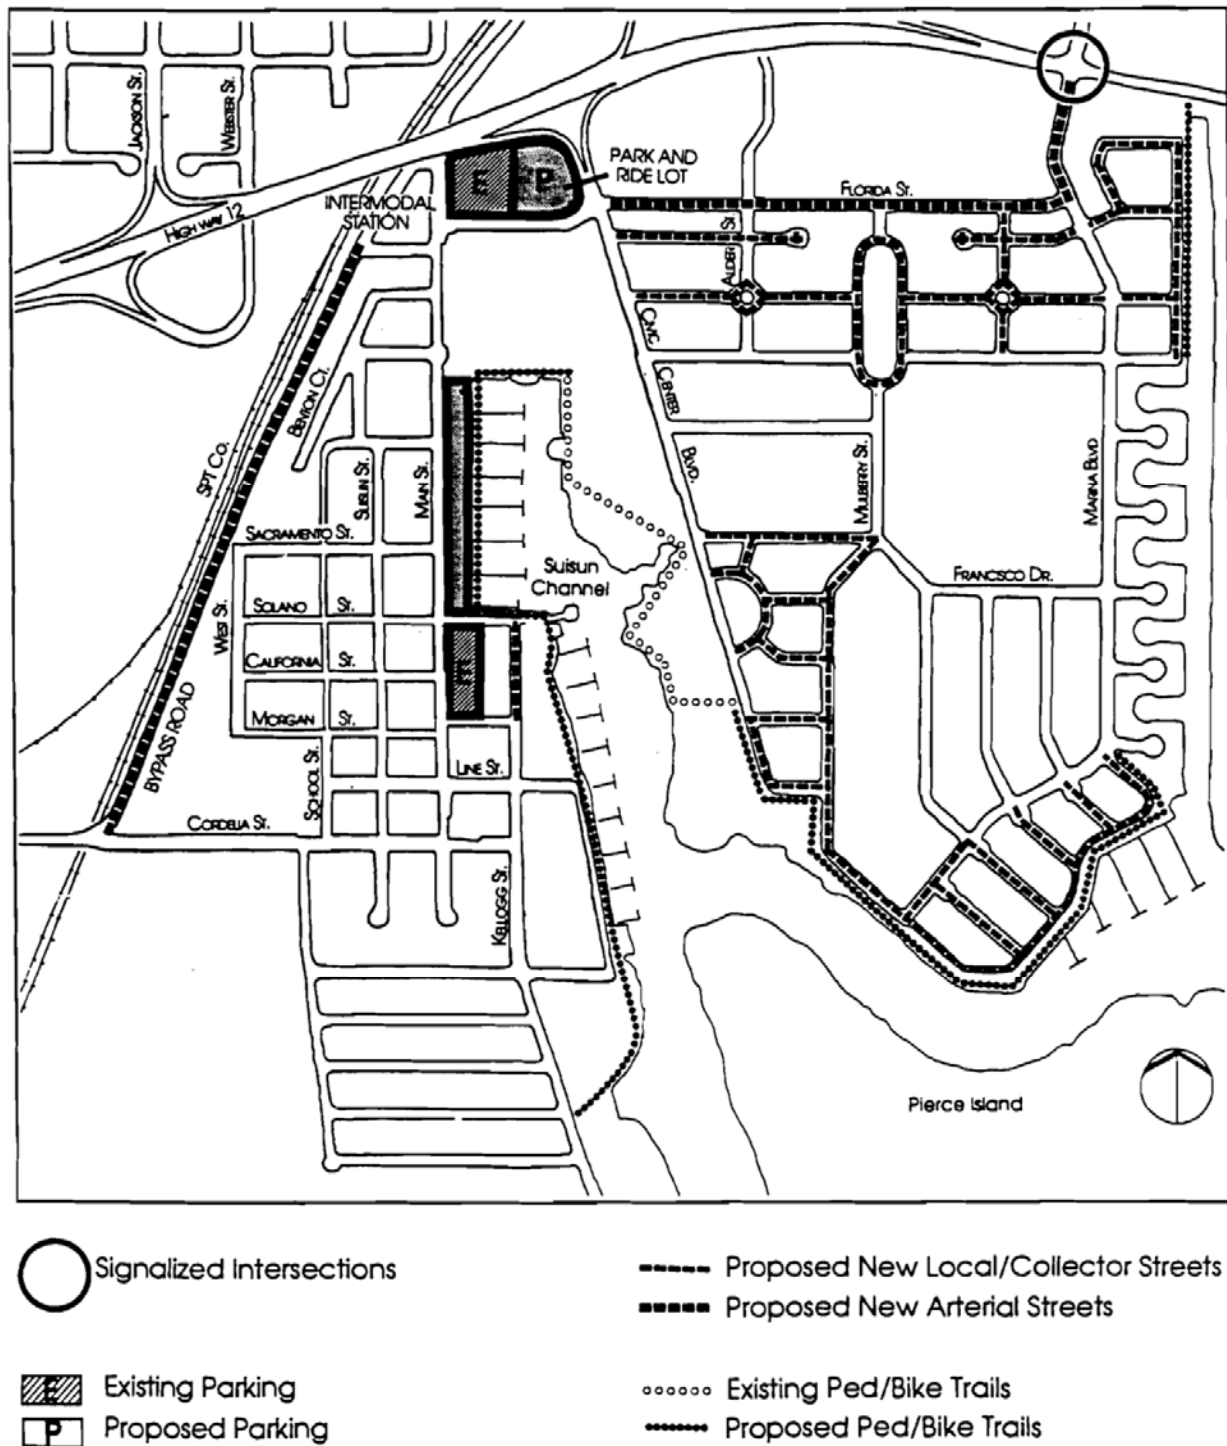 JACKSON ST.
WEBSTER ST.
HIGHWAY 12
INTERMODAL
STATION
E
P
PARK AND
RIDE LOT
FLORIDA ST.
ALDER ST
CIVIC
CENTER
BLVD.
SPT CO.
BENTON CT.
SUISUN ST.
MAIN ST.
MULBERRY ST.
MARINA BLVD
SACRAMENTO ST.
Suisun
Channel
FRANCISCO DR.
WEST ST.
SOLANO ST.
CALIFORNIA ST.
E
MORGAN ST.
BYPASS ROAD
SCHOOL ST.
LINE ST.
CORDELIA ST.
KELLOGG ST.
Pierce Island
Signalized Intersections
Proposed New Local/Collector Streets
Proposed New Arterial Streets
E Existing Parking
Existing Ped/Bike Trails
P Proposed Parking
Proposed Ped/Bike Trails